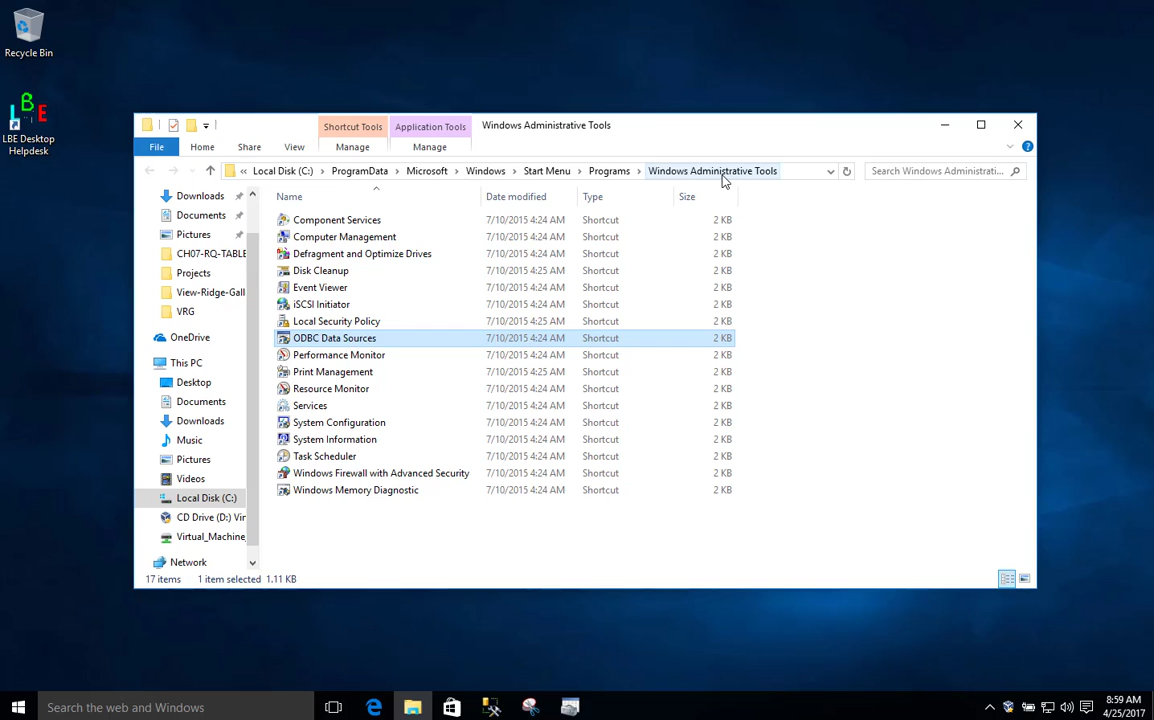 Recycle Bin
LBE
LBE Desktop
Helpdesk
Shortcut Tools Application Tools Windows Administrative Tools
File Home Share View Manage Manage
« Local Disk (C:) › ProgramData › Microsoft › Windows › Start Menu › Programs › Windows Administrative Tools Search Windows Administrati...
Name Date modified Type Size
Downloads
Documents
Pictures
CH07-RQ-TABLE
Projects
View-Ridge-Gall
VRG
OneDrive
This PC
Desktop
Documents
Downloads
Music
Pictures
Videos
Local Disk (C:)
CD Drive (D:) Vir
Virtual_Machine_
Network
Component Services 7/10/2015 4:24 AM Shortcut 2 KB
Computer Management 7/10/2015 4:24 AM Shortcut 2 KB
Defragment and Optimize Drives 7/10/2015 4:24 AM Shortcut 2 KB
Disk Cleanup 7/10/2015 4:25 AM Shortcut 2 KB
Event Viewer 7/10/2015 4:24 AM Shortcut 2 KB
iSCSI Initiator 7/10/2015 4:24 AM Shortcut 2 KB
Local Security Policy 7/10/2015 4:25 AM Shortcut 2 KB
ODBC Data Sources 7/10/2015 4:24 AM Shortcut 2 KB
Performance Monitor 7/10/2015 4:24 AM Shortcut 2 KB
Print Management 7/10/2015 4:25 AM Shortcut 2 KB
Resource Monitor 7/10/2015 4:24 AM Shortcut 2 KB
Services 7/10/2015 4:24 AM Shortcut 2 KB
System Configuration 7/10/2015 4:24 AM Shortcut 2 KB
System Information 7/10/2015 4:24 AM Shortcut 2 KB
Task Scheduler 7/10/2015 4:24 AM Shortcut 2 KB
Windows Firewall with Advanced Security 7/10/2015 4:24 AM Shortcut 2 KB
Windows Memory Diagnostic 7/10/2015 4:24 AM Shortcut 2 KB
17 items 1 item selected 1.11 KB
Search the web and Windows
8:59 AM
4/25/2017